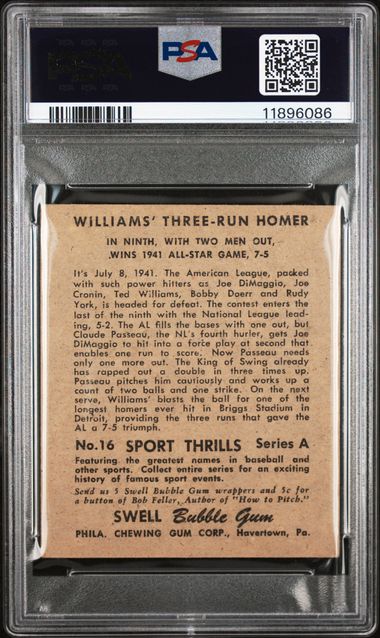 PSA
11896086
WILLIAMS' THREE-RUN HOMER
IN NINTH, WITH TWO MEN OUT,
WINS 1941 ALL-STAR GAME, 7-5
It's July 8, 1941. The American League, packed
with such power hitters as Joe DiMaggio, Joe
Cronin, Ted Williams, Bobby Doerr and Rudy
York, is headed for defeat. The contest enters the
last of the ninth with the National League lead-
ing, 5-2. The AL fills the bases with one out, but
Claude Passeau, the NL's fourth hurler, gets Joe
DiMaggio to hit into a force play at second that
enables one run to score. Now Passeau needs
only one more out. The King of Swing already
has rapped out a double in three times up.
Passeau pitches him cautiously and works up a
count of two balls and one strike. On the next
serve, Williams's blasts the ball for one of the
longest homers ever hit in Briggs Stadium in
Detroit, providing the three runs that gave the
AL a 7-5 triumph.
No.16 SPORT THRILLS Series A
Featuring the greatest names in baseball and
other sports. Collect entire series for an exciting
history of famous sport events.
Send us 5 Swell Bubble Gum wrappers and 5c for
a button of Bob Feller, Author of "How to Pitch."
SWELL Bubble Gum
PHILA. CHEWING GUM CORP., Havertown, Pa.